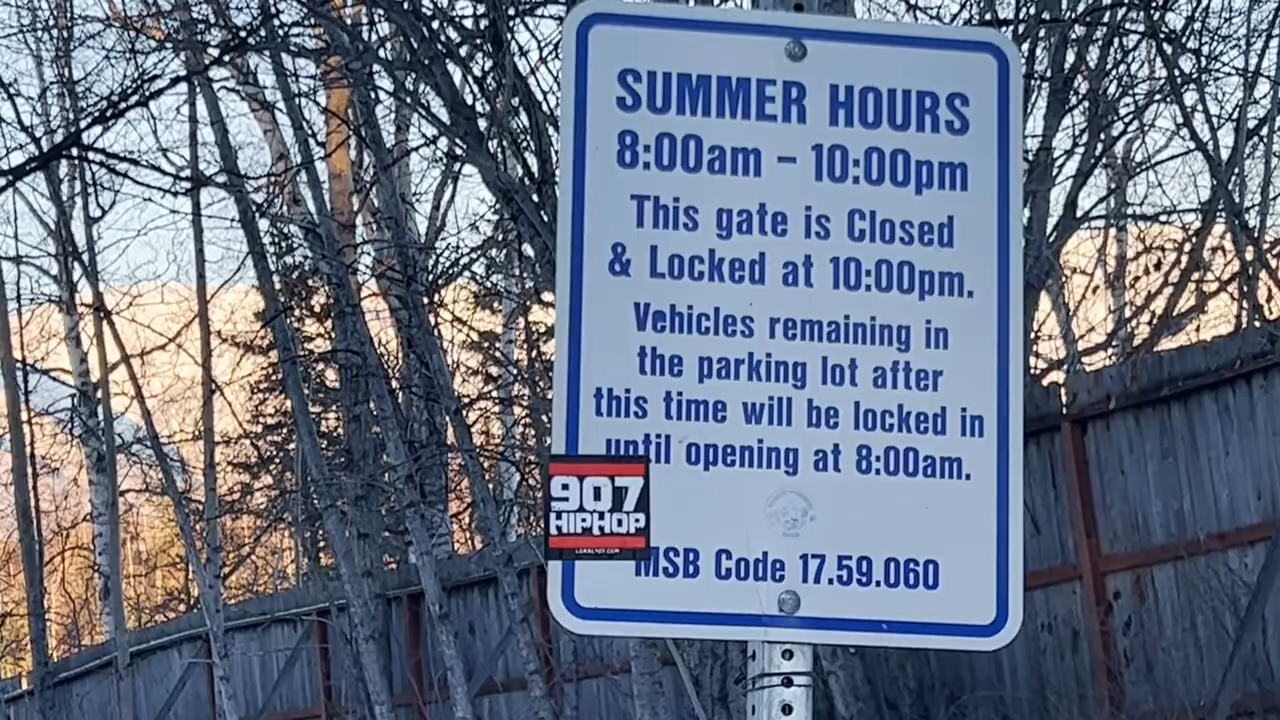 SUMMER HOURS
8:00am – 10:00pm
This gate is Closed
& Locked at 10:00pm.
Vehicles remaining in
the parking lot after
this time will be locked in
until opening at 8:00am.
907
HIPHOP
MSB Code 17.59.060